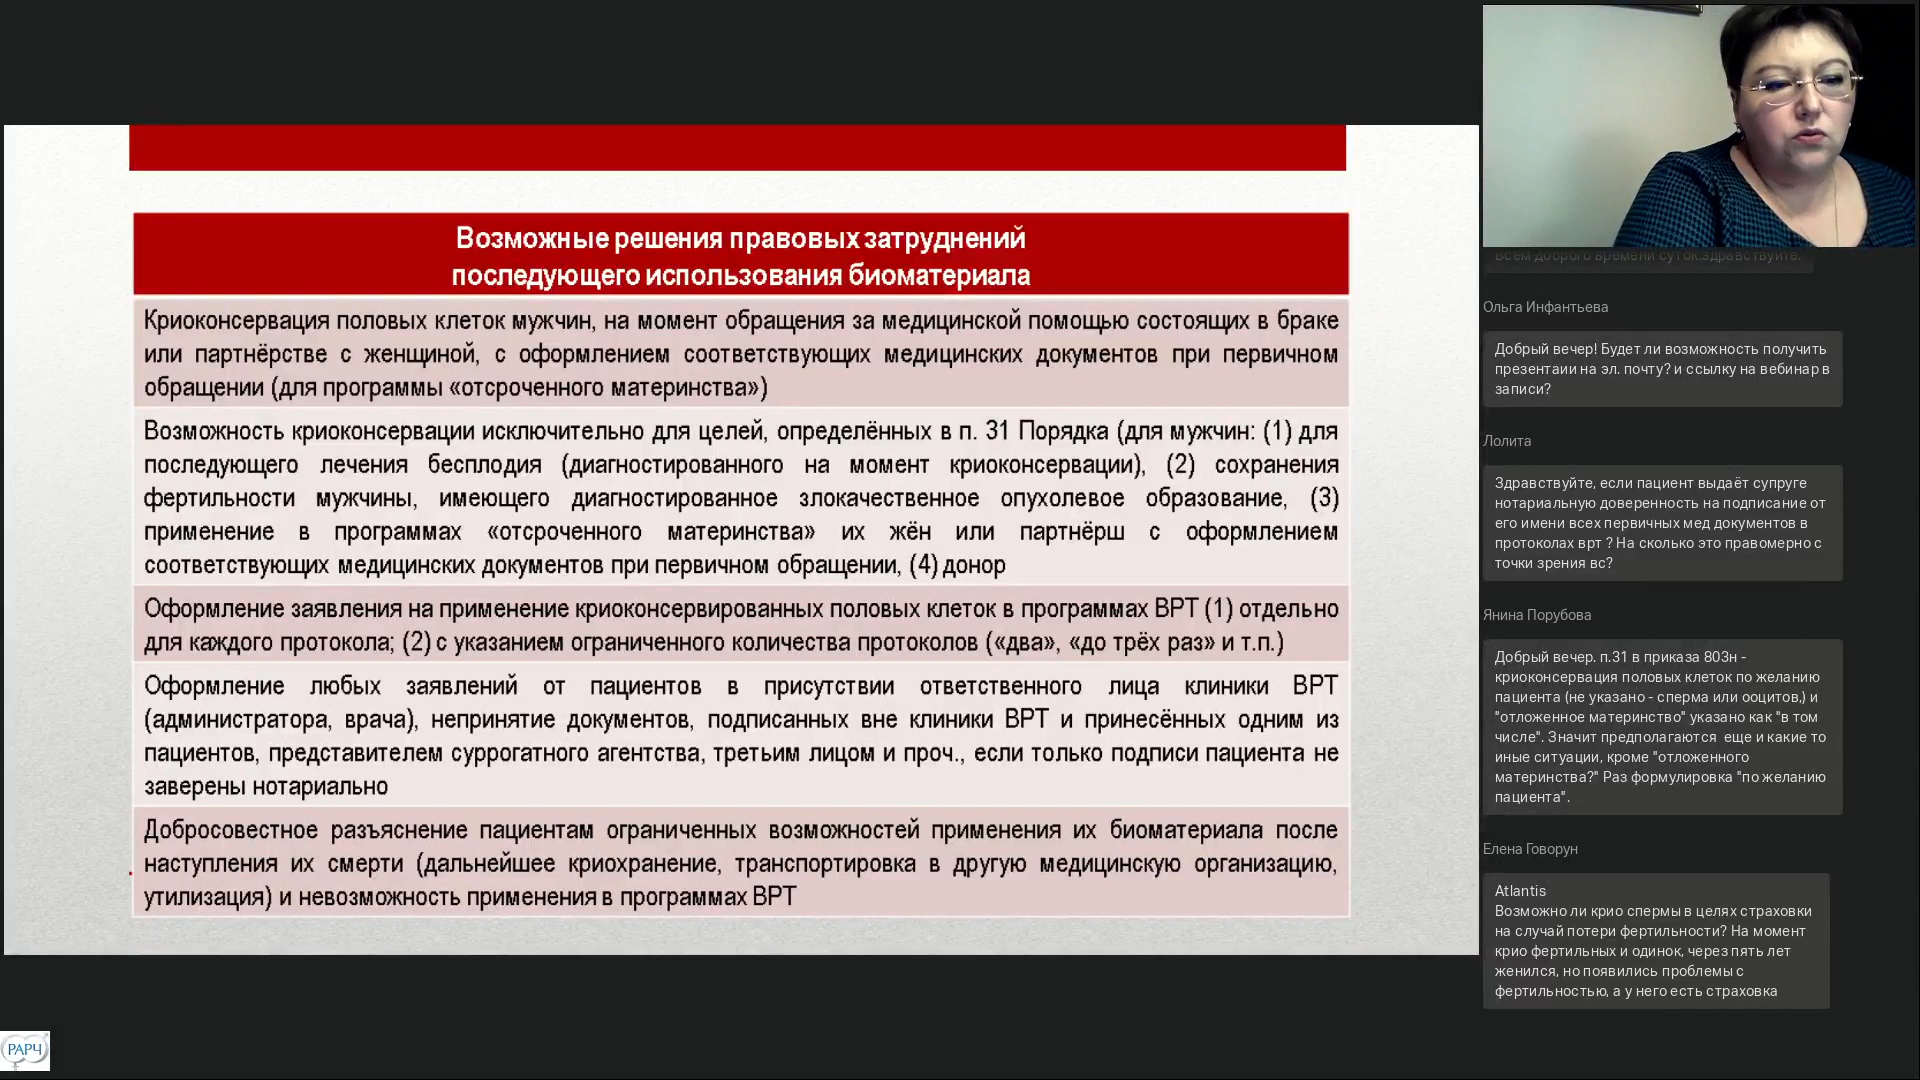 Возможные решения правовых затруднений
последующего использования биоматериала
Криоконсервация половых клеток мужчин, на момент обращения за медицинской помощью состоящих в браке
или партнёрстве с женщиной, с оформлением соответствующих медицинских документов при первичном
обращении (для программы «отсроченного материнства»)
Возможность криоконсервации исключительно для целей, определённых в п. 31 Порядка (для мужчин: (1) для
последующего лечения бесплодия (диагностированного на момент криоконсервации), (2) сохранения
фертильности мужчины, имеющего диагностированное злокачественное опухолевое образование, (3)
применение в программах «отсроченного материнства» их жён или партнёрш с оформлением
соответствующих медицинских документов при первичном обращении, (4) донор
Оформление заявления на применение криоконсервированных половых клеток в программах ВРТ (1) отдельно
для каждого протокола; (2) с указанием ограниченного количества протоколов («два», «до трёх раз» и т.п.)
Оформление любых заявлений от пациентов в присутствии ответственного лица клиники ВРТ
(администратора, врача), непринятие документов, подписанных вне клиники ВРТ и принесённых одним из
пациентов, представителем суррогатного агентства, третьим лицом и проч., если только подписи пациента не
заверены нотариально
Добросовестное разъяснение пациентам ограниченных возможностей применения их биоматериала после
наступления их смерти (дальнейшее криохранение, транспортировка в другую медицинскую организацию,
утилизация) и невозможность применения в программах ВРТ
РАРЧ
Всем доброго времени суток,здравствуйте.
Ольга Инфантьева
Добрый вечер! Будет ли возможность получить
презентаии на эл. почту? и ссылку на вебинар в
записи?
Лолита
Здравствуйте, если пациент выдаёт супруге
нотариальную доверенность на подписание от
его имени всех первичных мед документов в
протоколах врт ? На сколько это правомерно с
точки зрения вс?
Янина Порубова
Добрый вечер. п.31 в приказа 803н -
криоконсервация половых клеток по желанию
пациента (не указано - сперма или ооцитов,) и
"отложенное материнство" указано как "в том
числе". Значит предполагаются еще и какие то
иные ситуации, кроме "отложенного
материнства?" Раз формулировка "по желанию
пациента".
Елена Говорун
Atlantis
Возможно ли крио спермы в целях страховки
на случай потери фертильности? На момент
крио фертильных и одинок, через пять лет
женился, но появились проблемы с
фертильностью, а у него есть страховка